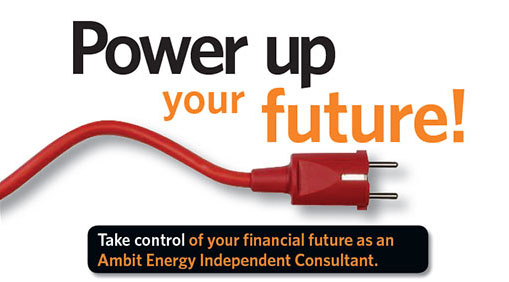 Power up
your future!
Take control of your financial future as an
Ambit Energy Independent Consultant.